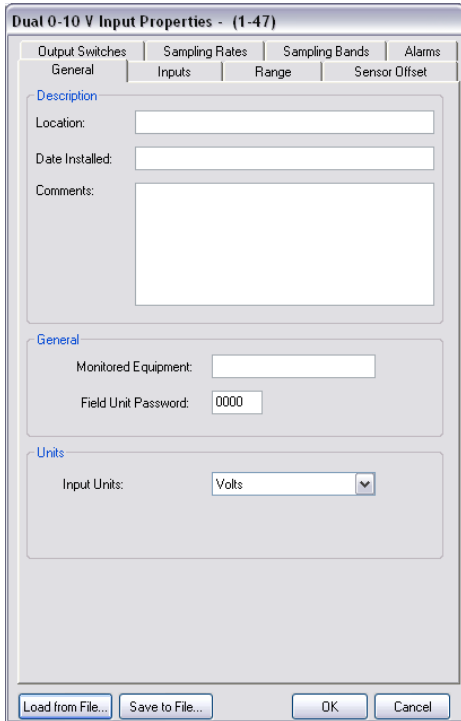 Dual 0-10 V Input Properties - (1-47)
Output Switches Sampling Rates Sampling Bands Alarms
General Inputs Range Sensor Offset
Description
Location:
Date Installed:
Comments:
General
Monitored Equipment:
Field Unit Password: 0000
Units
Input Units: Volts
Load from File... Save to File... OK Cancel